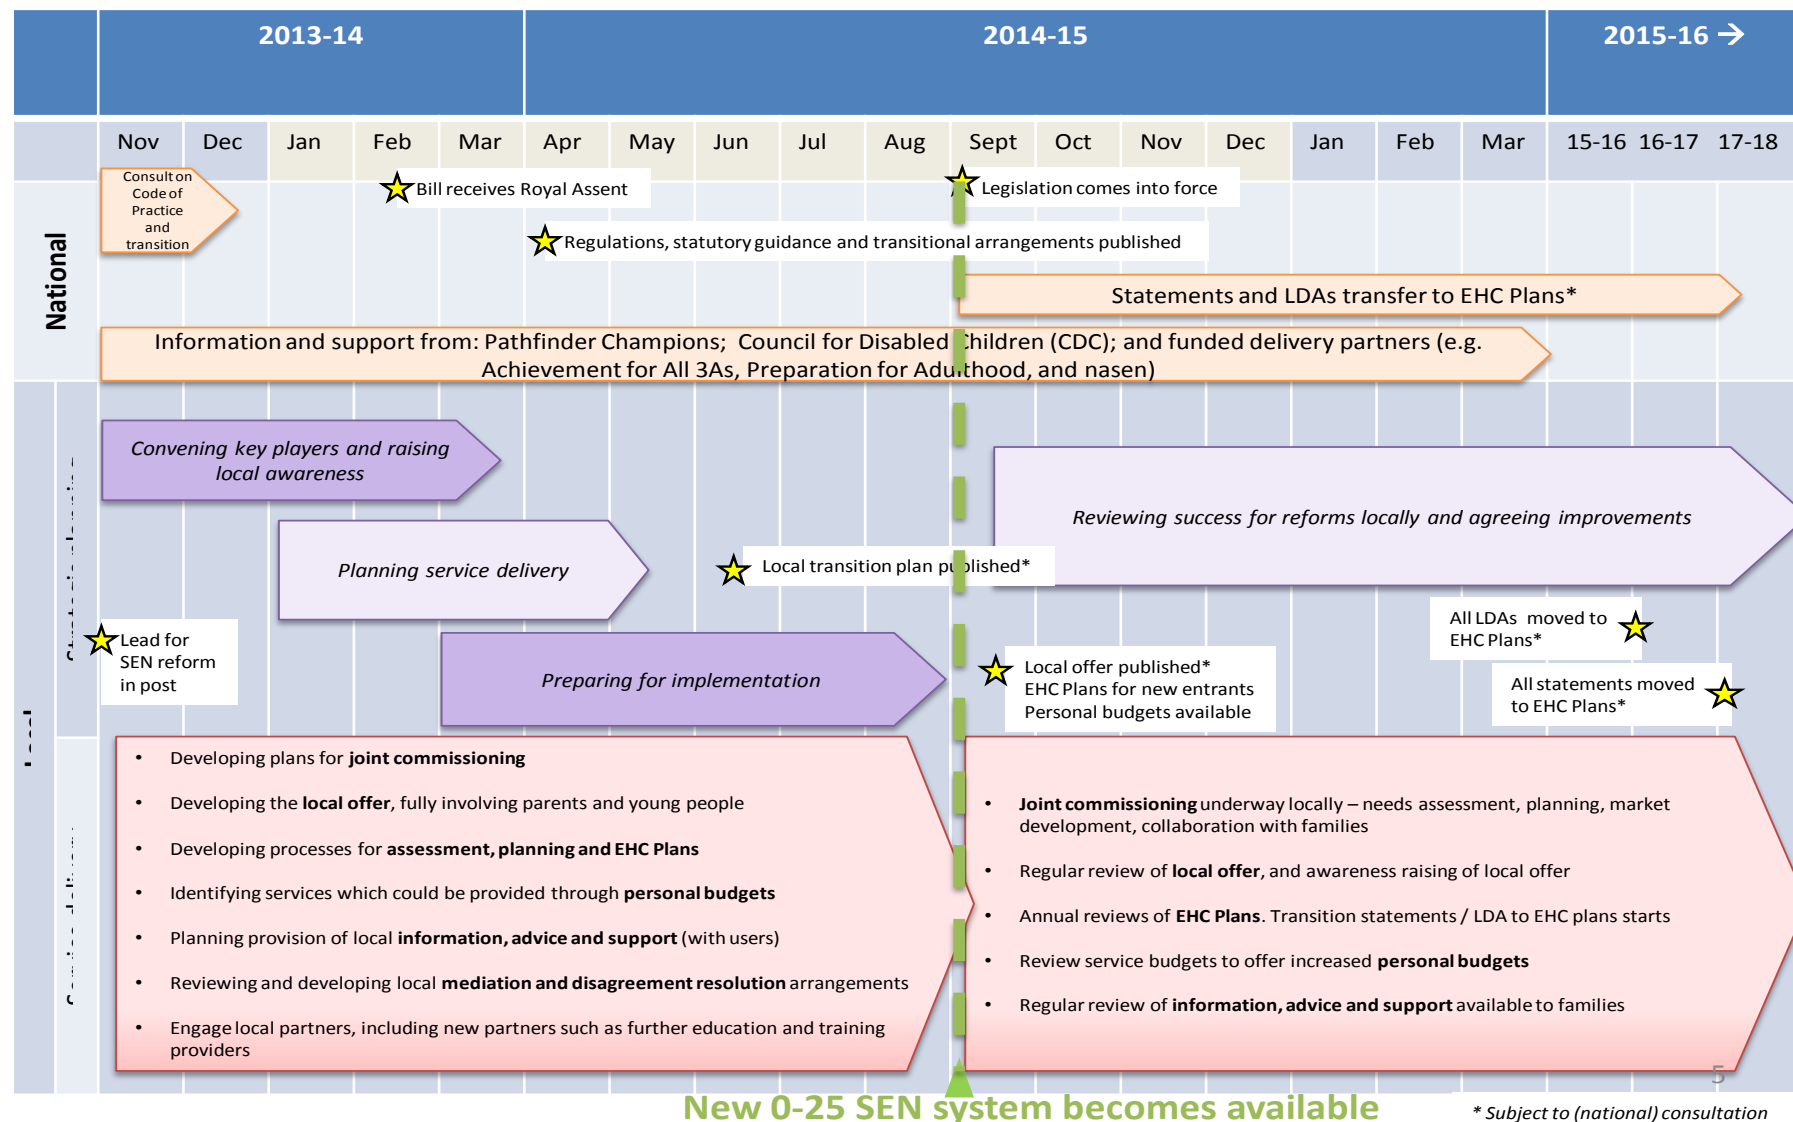 2013-14
2014-15
2015-16 →
Nov Dec Jan Feb Mar Apr May Jun Jul Aug Sept Oct Nov Dec Jan Feb Mar 15-16 16-17 17-18
National
Consult on
Code of
Practice
and
transition
Bill receives Royal Assent
Legislation comes into force
Regulations, statutory guidance and transitional arrangements published
Statements and LDAs transfer to EHC Plans*
Information and support from: Pathfinder Champions; Council for Disabled Children (CDC); and funded delivery partners (e.g.
Achievement for All 3As, Preparation for Adulthood, and nasen)
Convening key players and raising
local awareness
Reviewing success for reforms locally and agreeing improvements
Planning service delivery
Local transition plan published*
Lead for
SEN reform
in post
Preparing for implementation
Local offer published*
EHC Plans for new entrants
Personal budgets available
All LDAs moved to
EHC Plans*
All statements moved
to EHC Plans*
• Developing plans for joint commissioning
• Developing the local offer, fully involving parents and young people
• Developing processes for assessment, planning and EHC Plans
• Identifying services which could be provided through personal budgets
• Planning provision of local information, advice and support (with users)
• Reviewing and developing local mediation and disagreement resolution arrangements
• Engage local partners, including new partners such as further education and training
providers
• Joint commissioning underway locally – needs assessment, planning, market
development, collaboration with families
• Regular review of local offer, and awareness raising of local offer
• Annual reviews of EHC Plans. Transition statements / LDA to EHC plans starts
• Review service budgets to offer increased personal budgets
• Regular review of information, advice and support available to families
5
New 0-25 SEN system becomes available
* Subject to (national) consultation